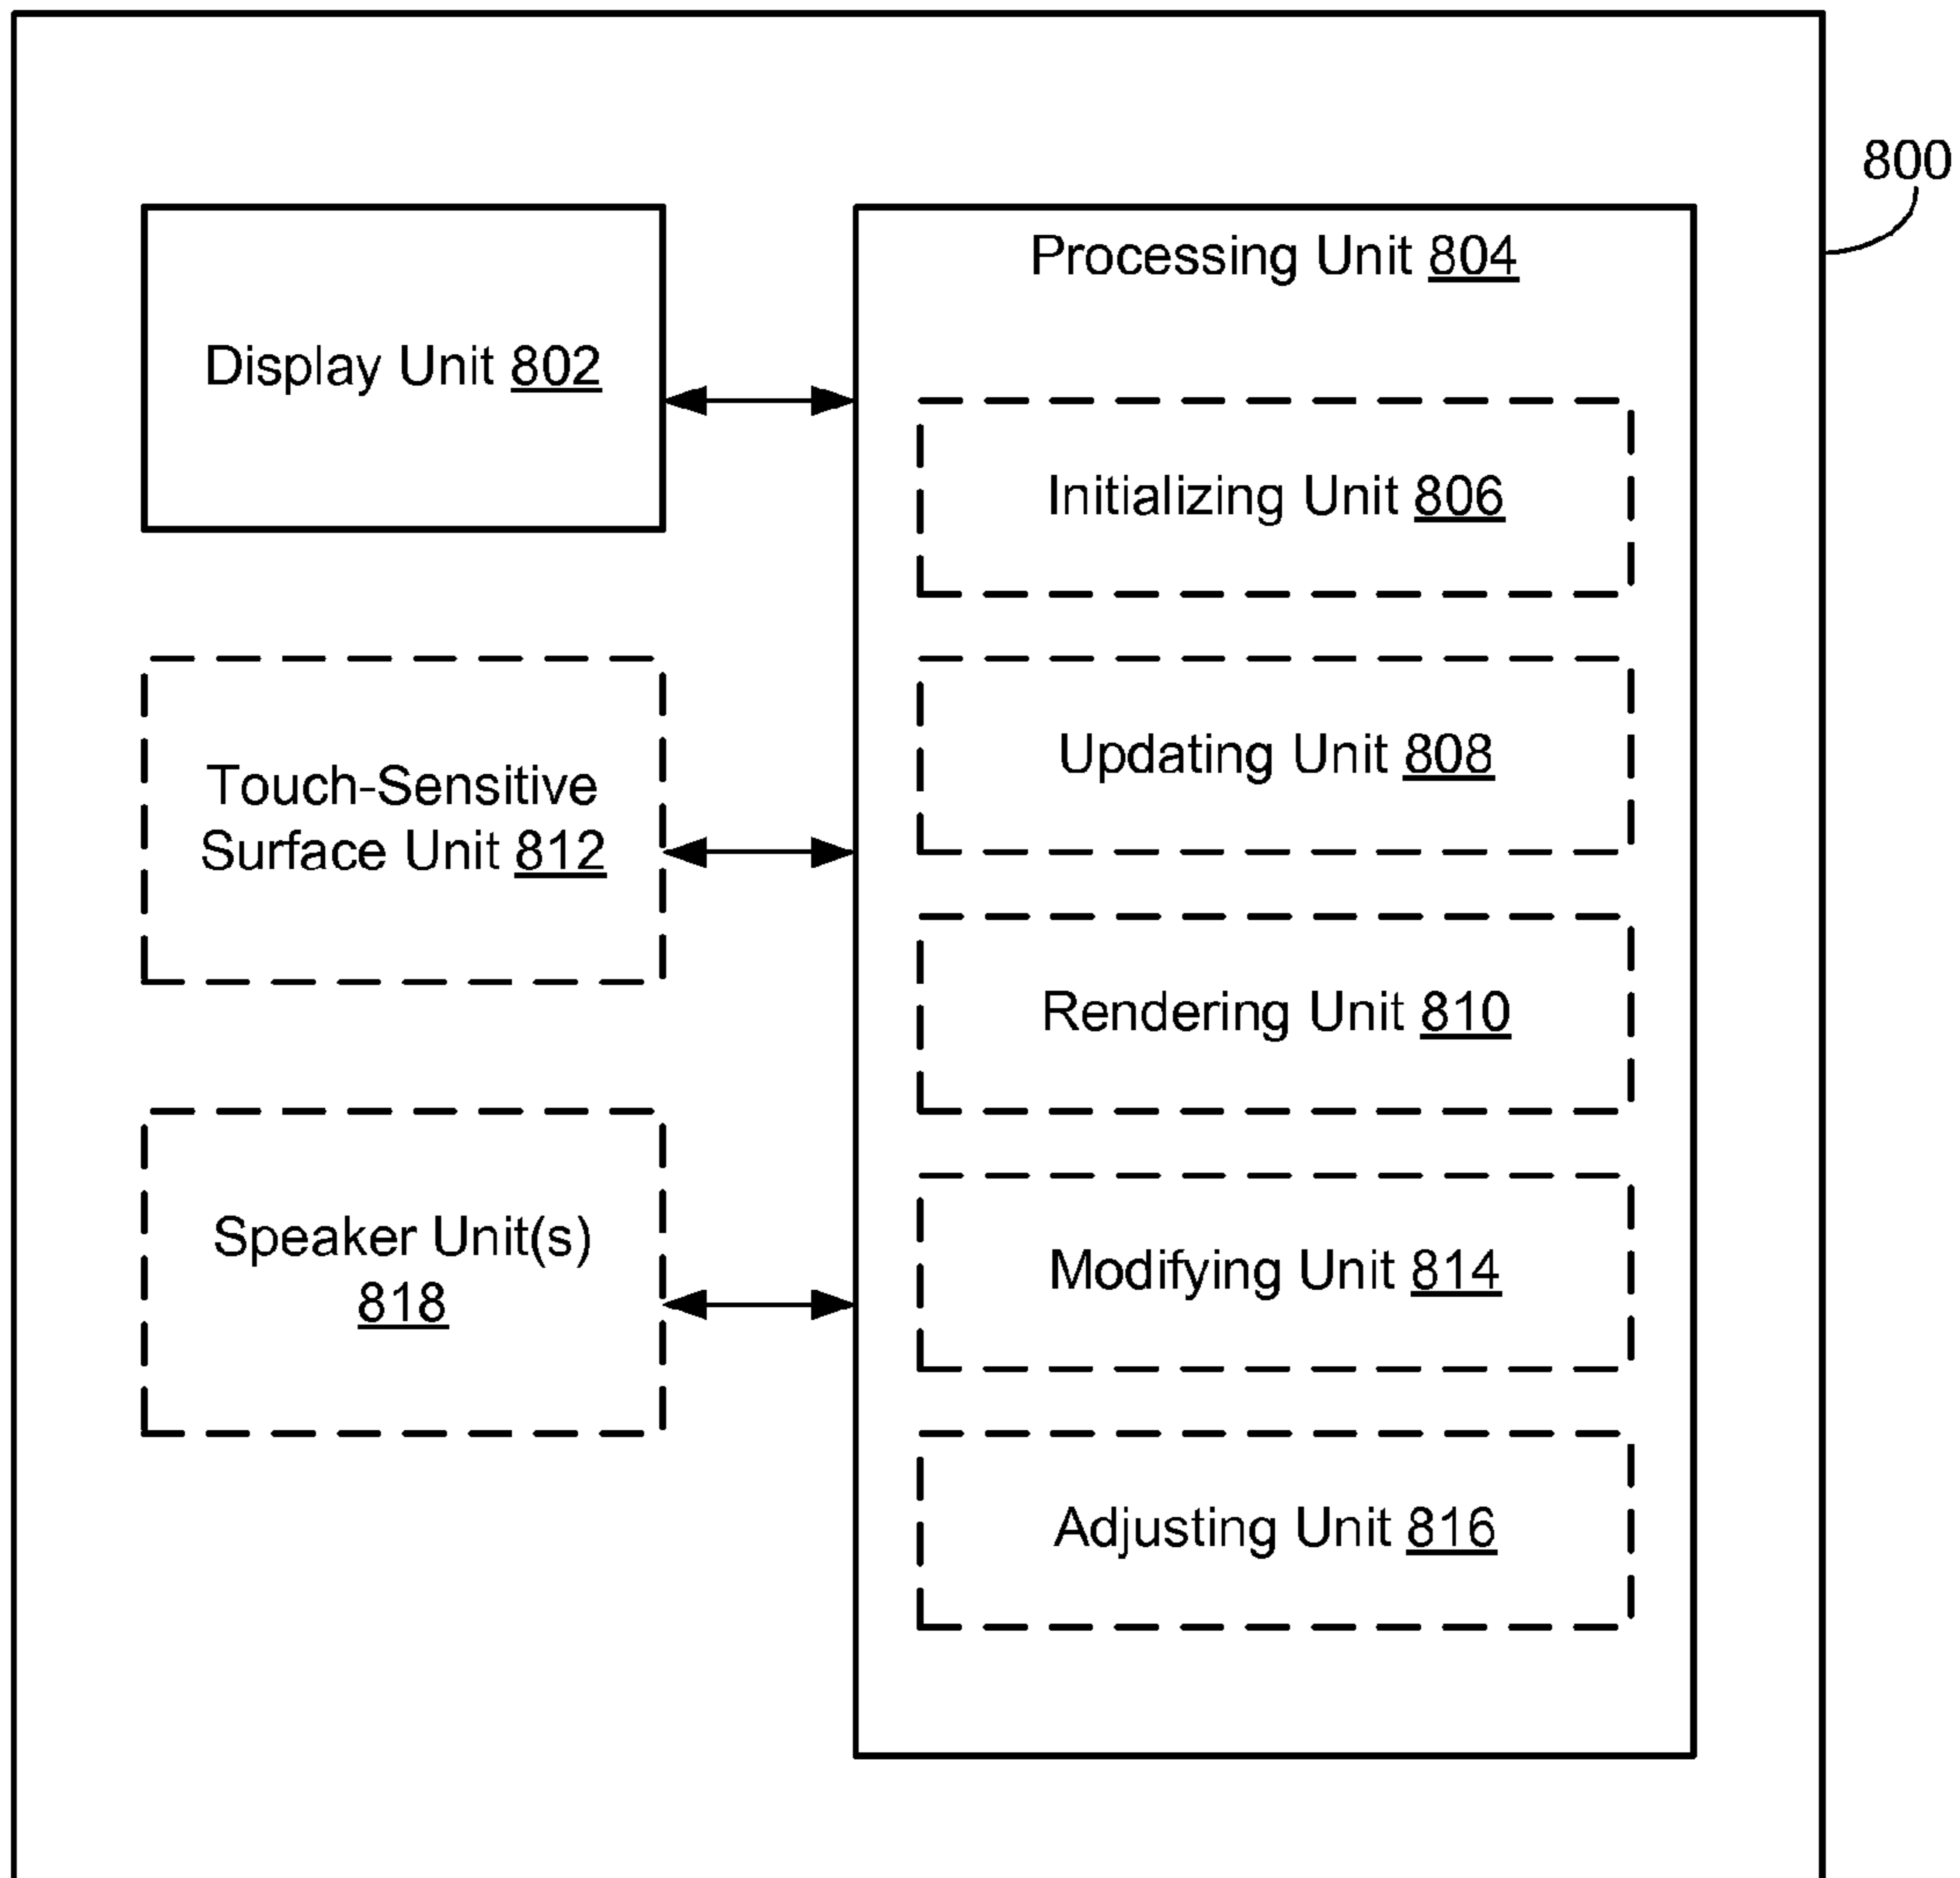 800
Display Unit 802
Touch-Sensitive
Surface Unit 812
Speaker Unit(s)
818
Processing Unit 804
Initializing Unit 806
Updating Unit 808
Rendering Unit 810
Modifying Unit 814
Adjusting Unit 816